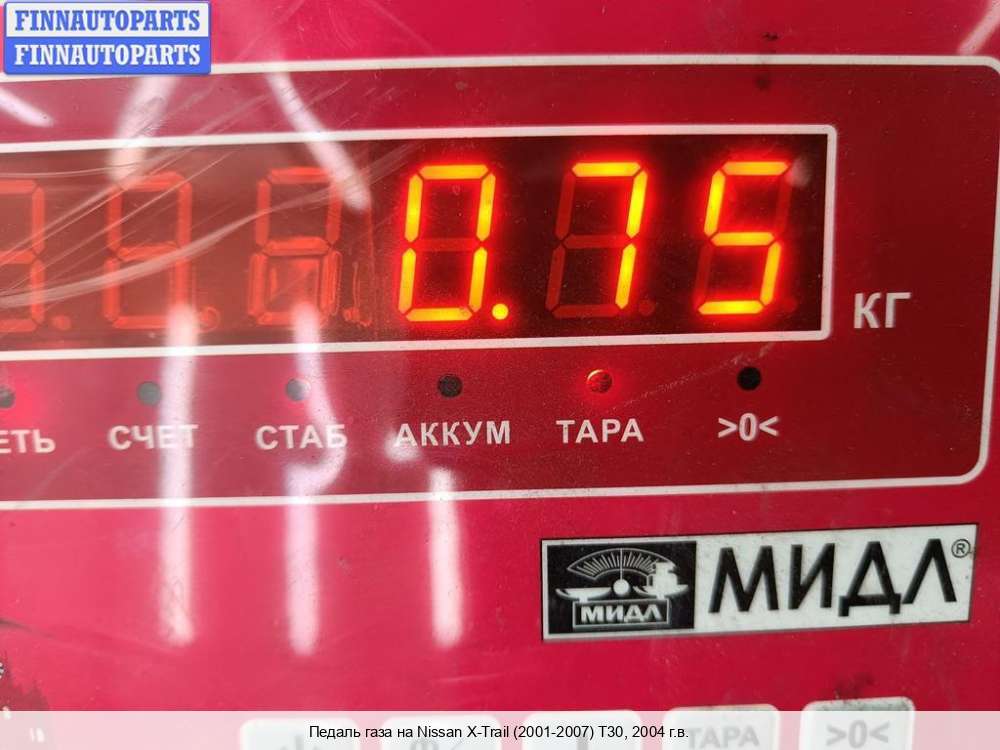 FINNAUTOPARTS
FINNAUTOPARTS
0.75
КГ
ЕТЬ СЧЕТ СТАБ АККУМ ТАРА >0<
МИДЛ®
МИДЛ
ТАРА >0<
Педаль газа на Nissan X-Trail (2001-2007) T30, 2004 г.в.